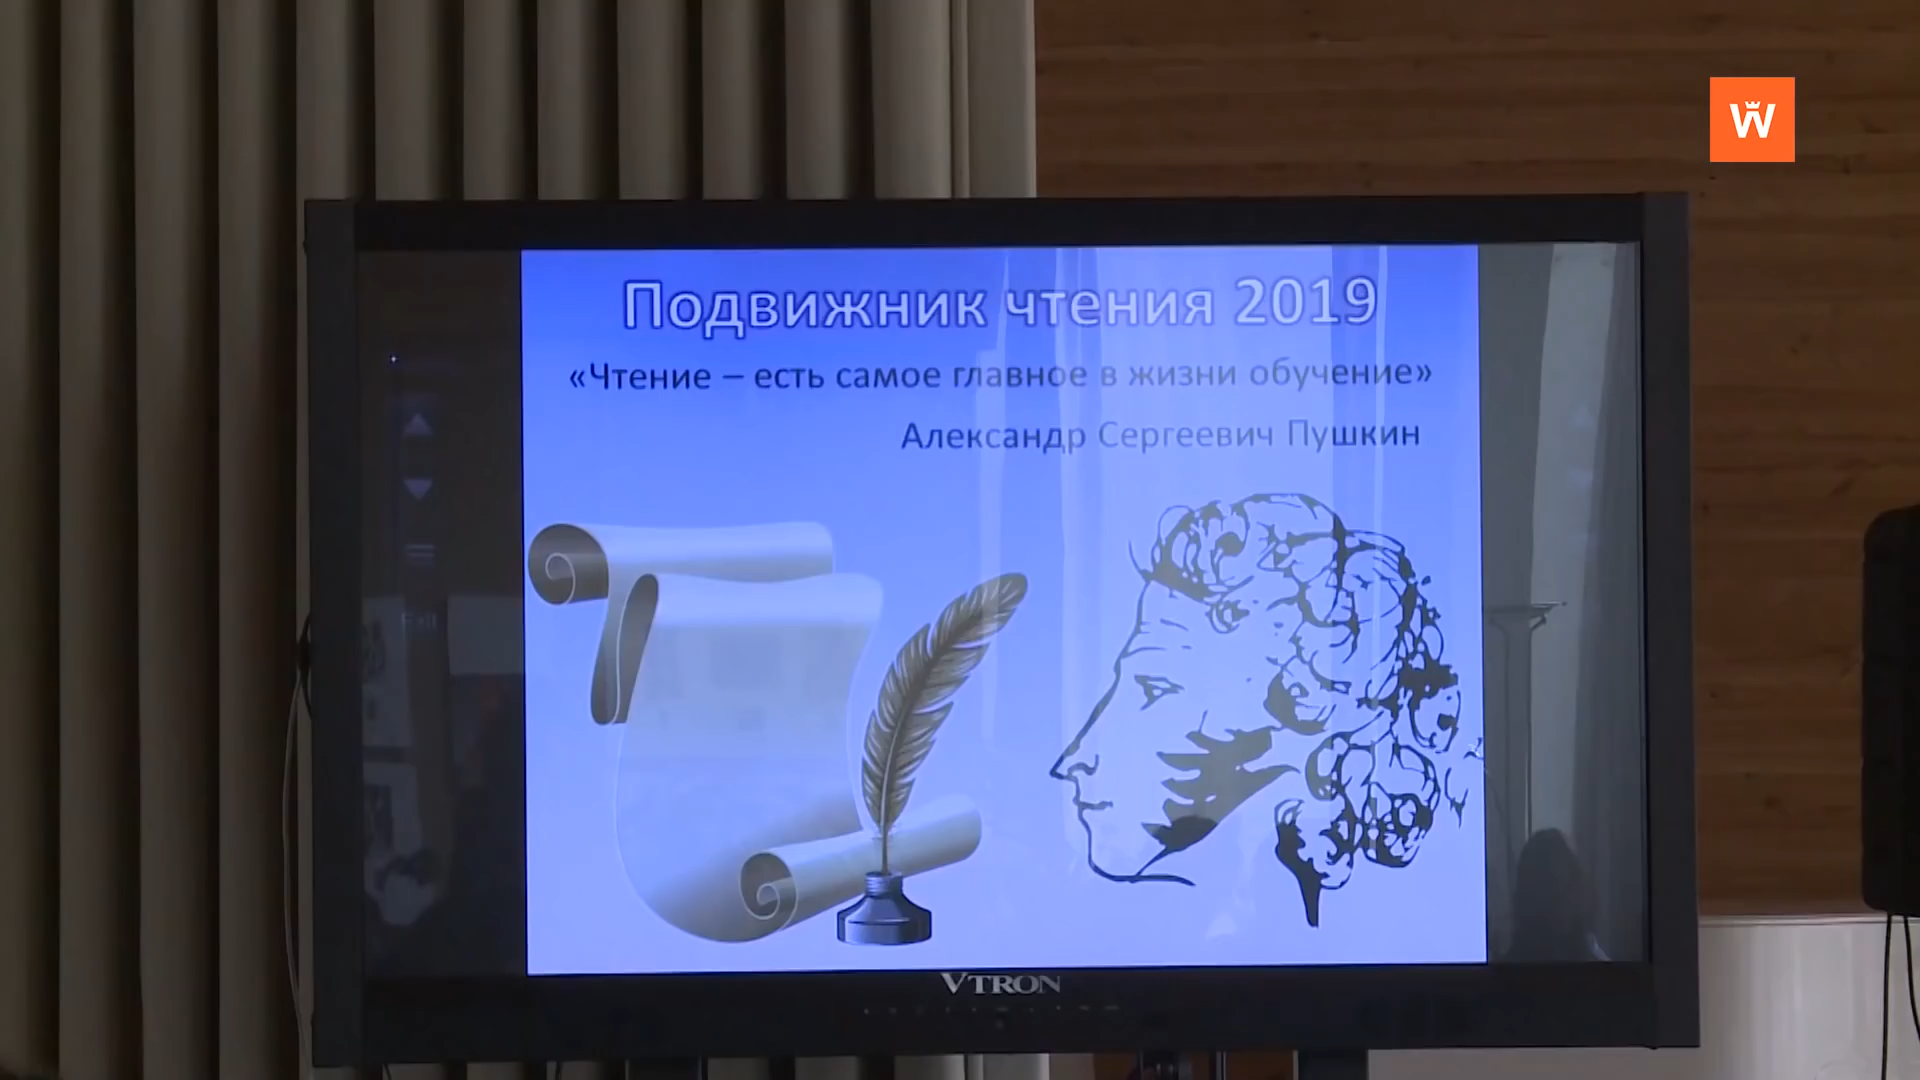 W
Подвижник чтения 2019
«Чтение – есть самое главное в жизни обучение»
Александр Сергеевич Пушкин
VTRON